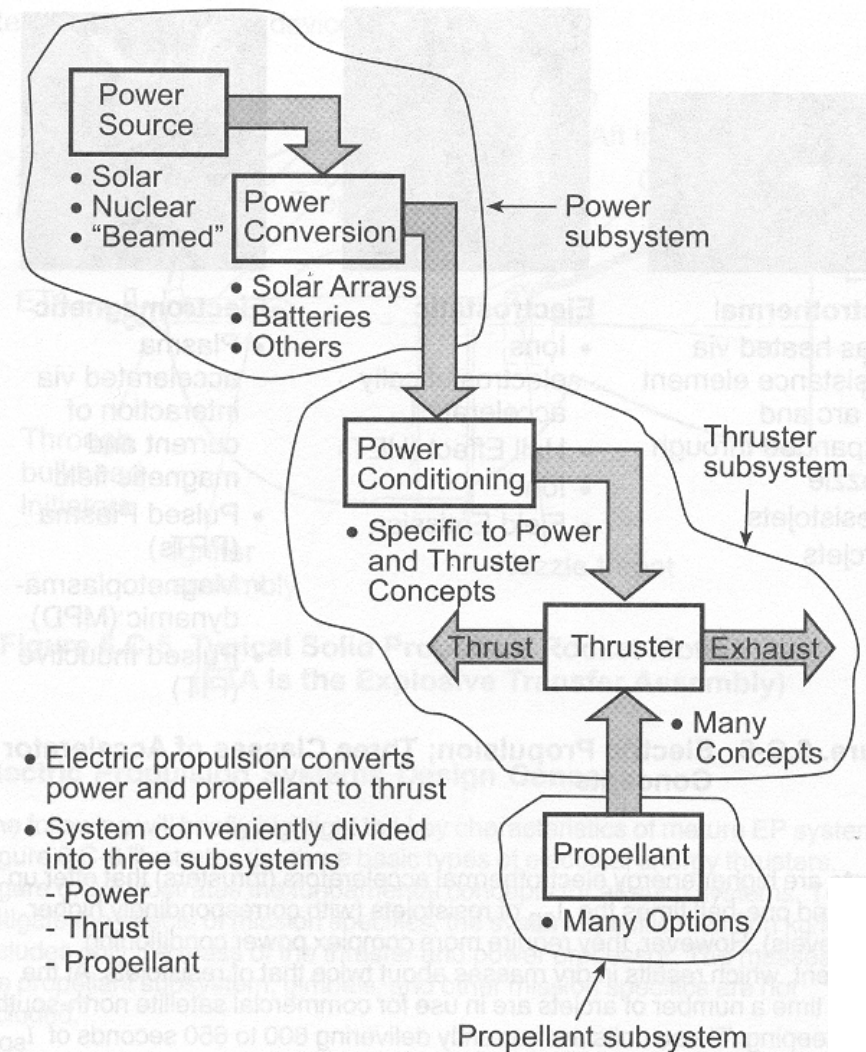 Power
Source
• Solar
• Nuclear
• “Beamed”
Power
Conversion
• Solar Arrays
• Batteries
• Others
Power
subsystem
Power
Conditioning
• Specific to Power
and Thruster
Concepts
Thruster
subsystem
Thrust
Thruster
Exhaust
• Many
Concepts
Propellant
• Many Options
Propellant subsystem
• Electric propulsion converts
power and propellant to thrust
• System conveniently divided
into three subsystems
- Power
- Thrust
- Propellant